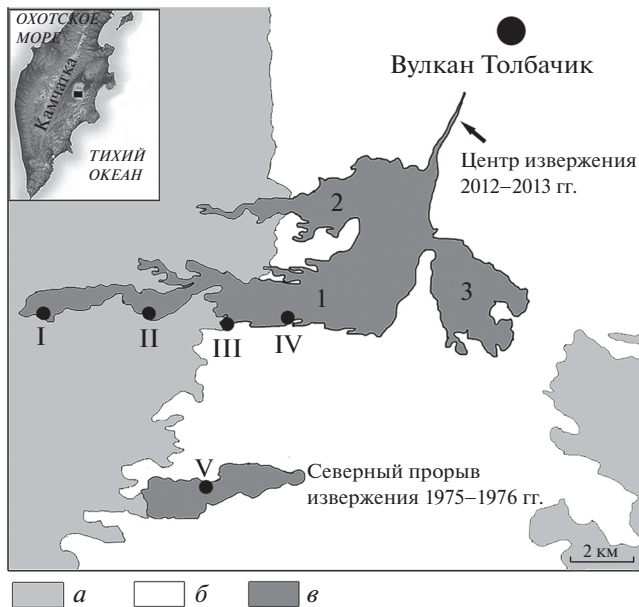 ОХОТСКОЕ
МОРЕ
Камчатка
ТИХИЙ
ОКЕАН
Вулкан Толбачик
Центр извержения
2012–2013 гг.
2
1
3
I
II
III
IV
V
Северный прорыв
извержения 1975–1976 гг.
2 км
а
б
в